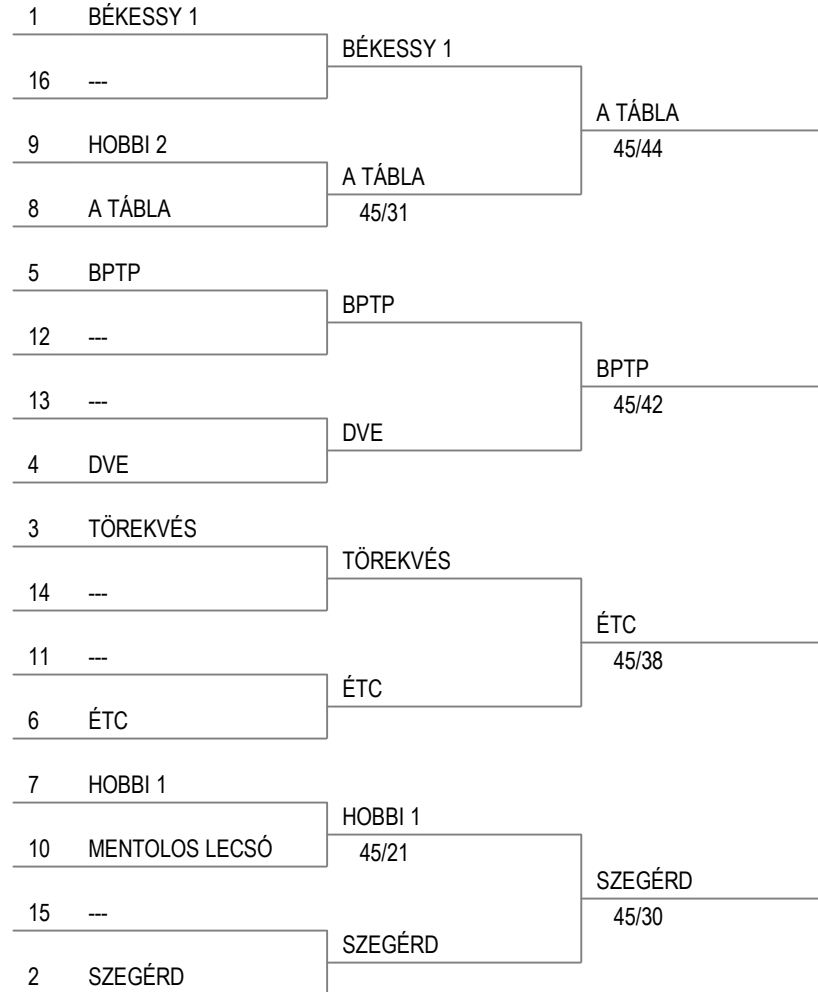 1 BÉKESSY 1
BÉKESSY 1
16 ---
A TÁBLA
9 HOBBI 2
45/44
A TÁBLA
8 A TÁBLA
45/31
5 BPTP
BPTP
12 ---
BPTP
13 ---
45/42
DVE
4 DVE
3 TÖREKVÉS
TÖREKVÉS
14 ---
ÉTC
11 ---
45/38
ÉTC
6 ÉTC
7 HOBBI 1
HOBBI 1
10 MENTOLOS LECSÓ
45/21
SZEGÉRD
15 ---
45/30
SZEGÉRD
2 SZEGÉRD